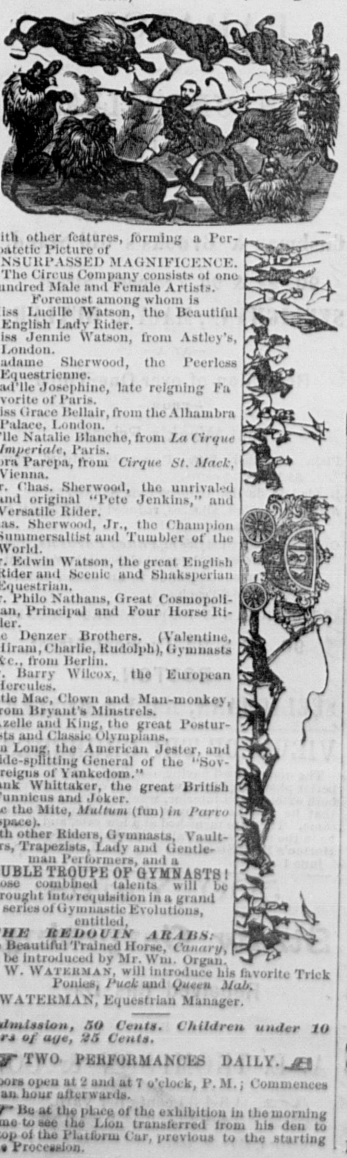 ith other features, forming a Per-
patetic Picture of
NSURPASSED MAGNIFICENCE.
The Circus Company consists of one
undred Male and Female Artists.
Foremost among whom is
iss Lucille Watson, the Beautiful
English Lady Rider.
iss Jennie Watson, from Astley's,
London.
adame Sherwood, the Peerless
Equestrienne.
ad'lle Josephine, late reigning Fa
vorite of Paris.
iss Grace Bellair, from the Alhambra
Palace, London.
'lle Natalie Blanche, from La Cirque
Imperiale, Paris.
ora Parepa, from Cirque St. Mack,
Vienna.
r. Chas. Sherwood, the unrivaled
and original "Pete Jenkins," and
Versatile Rider.
as. Sherwood, Jr., the Champion
Summersaltist and Tumbler of the
World.
r. Edwin Watson, the great English
Rider and Scenic and Shaksperian
Equestrian.
r. Philo Nathans, Great Cosmopoli-
an, Principal and Four Horse Ri-
der.
e Denzer Brothers. (Valentine,
Hiram, Charlie, Rudolph), Gymnasts
&c., from Berlin.
r. Barry Wilcox, the European
Hercules.
ttle Mac, Clown and Man-monkey,
from Bryant's Minstrels.
zelle and King, the great Postur-
sts and Classic Olympians.
u Long, the American Jester, and
ide-splitting General of the "Sov-
reigns of Yankedom."
ank Whittaker, the great British
Funnicus and Joker.
c the Mite, Multum (fun) in Parvo
space).
th other Riders, Gymnasts, Vault-
rs, Trapezists, Lady and Gentle-
man Performers, and a
UBLE TROUPE OF GYMNASTS!
ose combined talents will be
rought into requisition in a grand
series of Gymnastic Evolutions,
entitled,
HE BEDOUIN ARABS:
Beautiful Trained Horse, Canary,
be introduced by Mr. Wm. Organ.
W. WATERMAN, will introduce his favorite Trick
Ponies, Puck and Queen Mab.
WATERMAN, Equestrian Manager.
dmission, 50 Cents. Children under 10
rs of age, 25 Cents.
TWO PERFORMANCES DAILY.
oors open at 2 and at 7 o'clock, P. M.; Commences
an hour afterwards.
Be at the place of the exhibition in the morning
me to see the Lion transferred from his den to
op of the Platform Car, previous to the starting
e Procession.